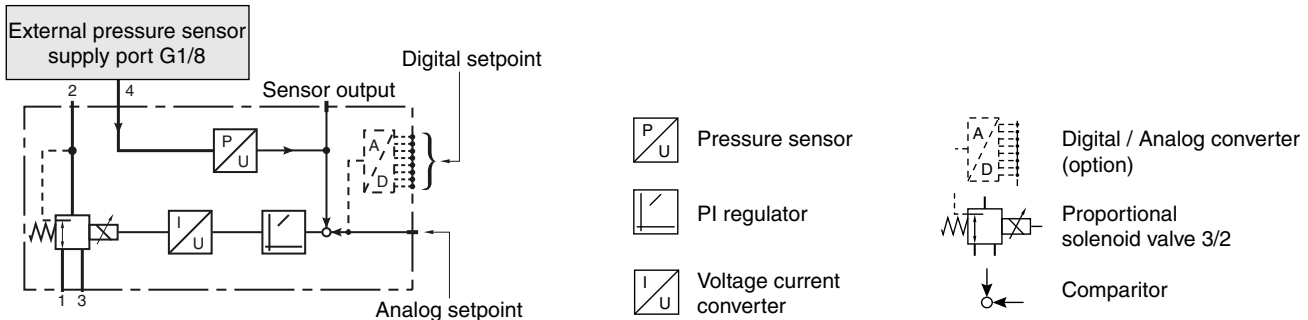 External pressure sensor
supply port G1/8
Digital setpoint
2
4
Sensor output
P
U
A
D
I
U
1
3
Analog setpoint
P
U
Pressure sensor
PI regulator
I
U
Voltage current
converter
A
D
Digital / Analog converter
(option)
Proportional
solenoid valve 3/2
Comparitor